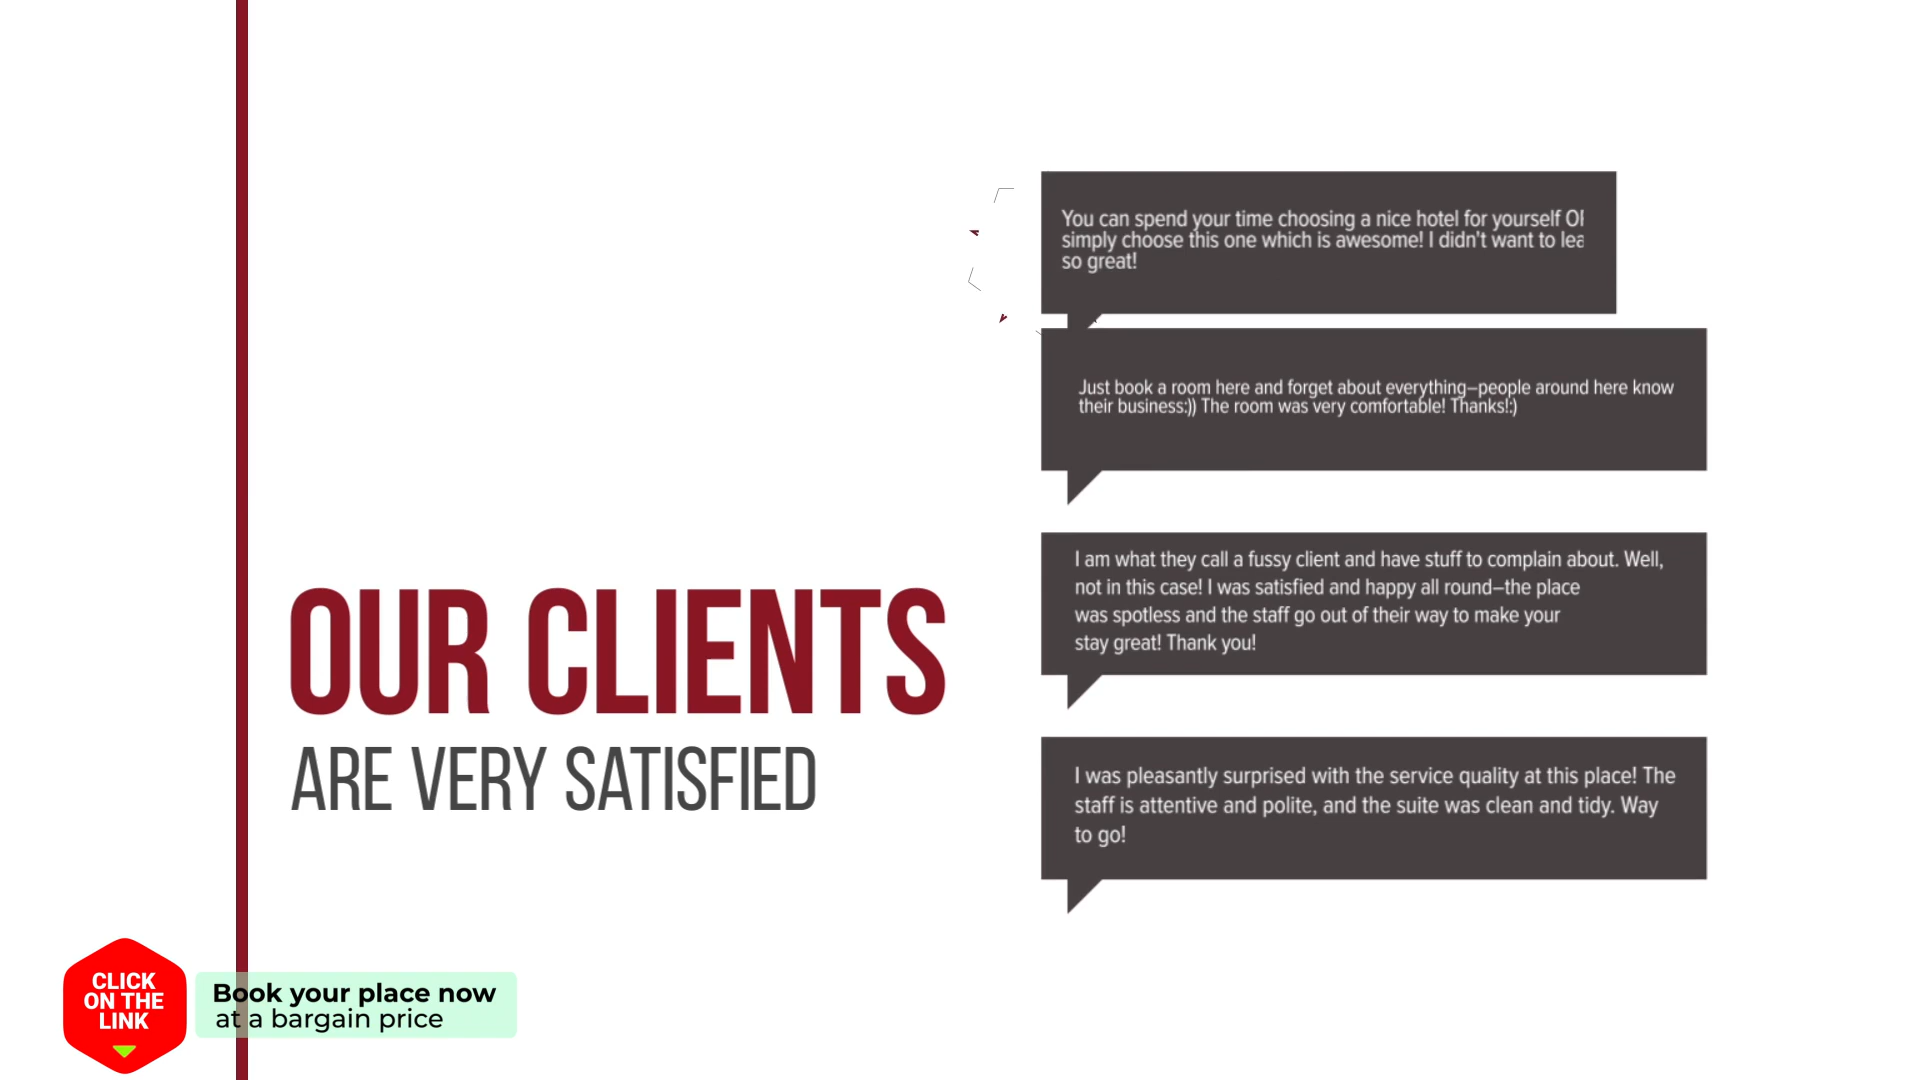 You can spend your time choosing a nice hotel for yourself
simply choose this one which is awesome! I didn't want to
so great!
Just book a room here and forget about everything–people around here know
their business:)) The room was very comfortable! Thanks!:)
I am what they call a fussy client and have stuff to complain about. Well,
not in this case! I was satisfied and happy all round–the place
was spotless and the staff go out of their way to make your
stay great! Thank you!
OUR CLIENTS
ARE VERY SATISFIED
I was pleasantly surprised with the service quality at this place! The
staff is attentive and polite, and the suite was clean and tidy. Way
to go!
CLICK
ON THE
LINK
Book your place now
at a bargain price